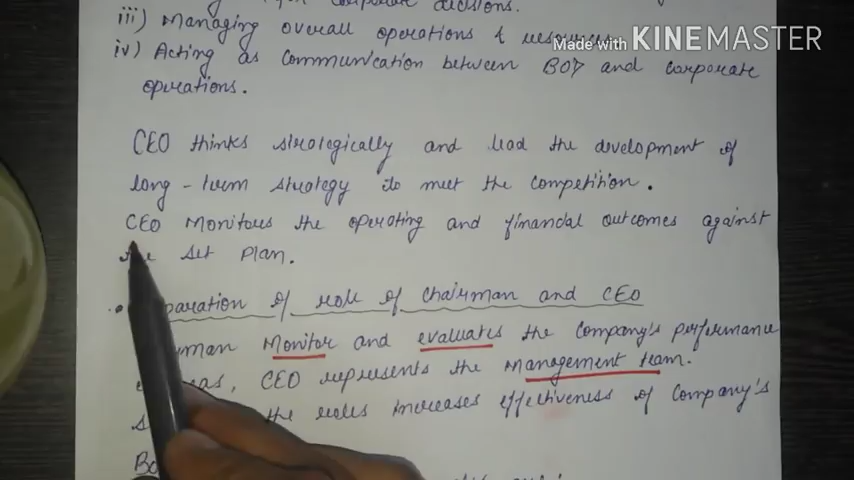 corporate decisions.
iii) Managing overall operations &
Made with KINEMASTER
iv) Acting as communication between BOD and corporate
operations.
CEO thinks strategically and lead the development of
long-term strategy to meet the competition.
CEO Monitors the operating and financial outcomes against
the set plan.
of role of Chairman and CEO
Monitor and evaluates the Company's performance
CEO represents the Management team.
the roles increases effectiveness of Company's